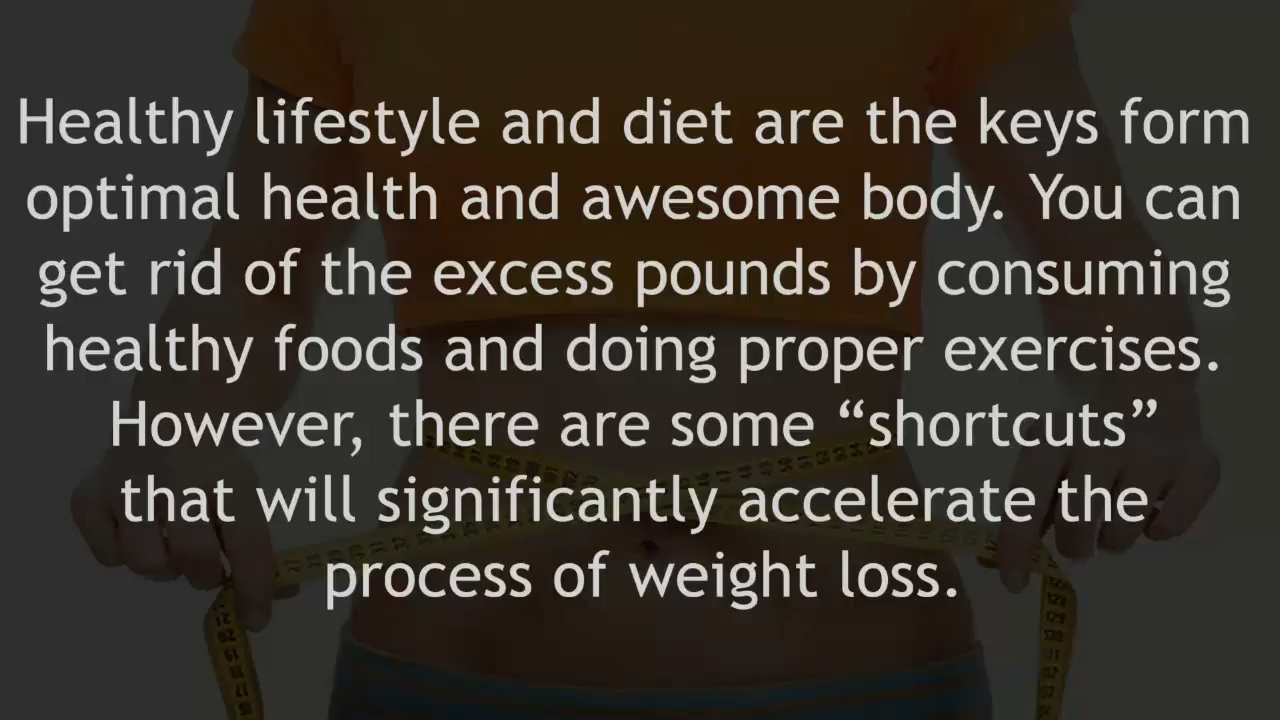 Healthy lifestyle and diet are the keys form
optimal health and awesome body. You can
get rid of the excess pounds by consuming
healthy foods and doing proper exercises.
However, there are some “shortcuts”
that will significantly accelerate the
process of weight loss.